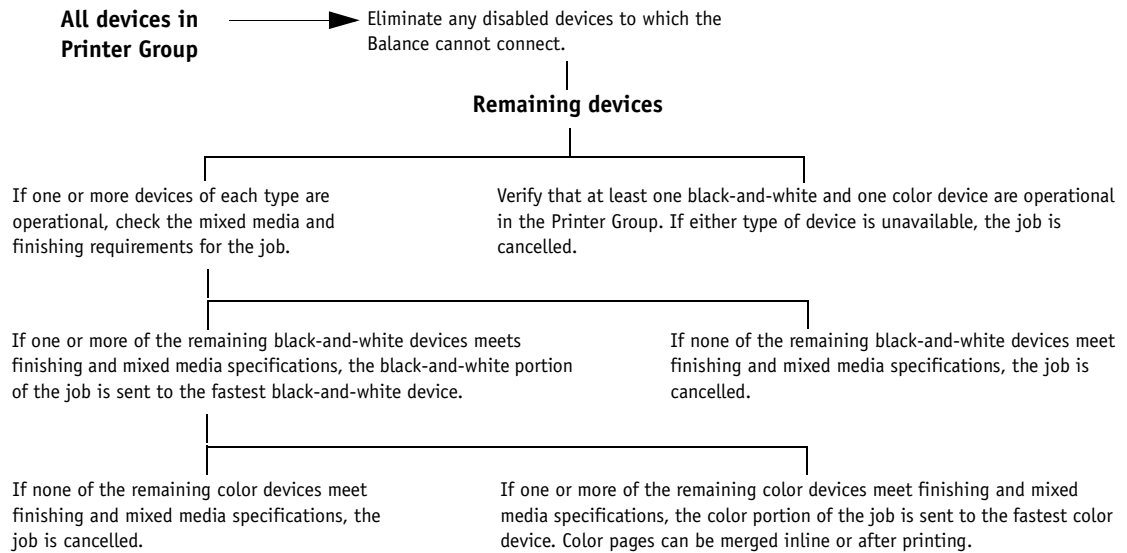 All devices in
Printer Group
Eliminate any disabled devices to which the
Balance cannot connect.
Remaining devices
If one or more devices of each type are
operational, check the mixed media and
finishing requirements for the job.
Verify that at least one black-and-white and one color device are operational
in the Printer Group. If either type of device is unavailable, the job is
cancelled.
If one or more of the remaining black-and-white devices meets
finishing and mixed media specifications, the black-and-white portion
of the job is sent to the fastest black-and-white device.
If none of the remaining black-and-white devices meet
finishing and mixed media specifications, the job is
cancelled.
If none of the remaining color devices meet
finishing and mixed media specifications, the
job is cancelled.
If one or more of the remaining color devices meet finishing and mixed
media specifications, the color portion of the job is sent to the fastest color
device. Color pages can be merged inline or after printing.